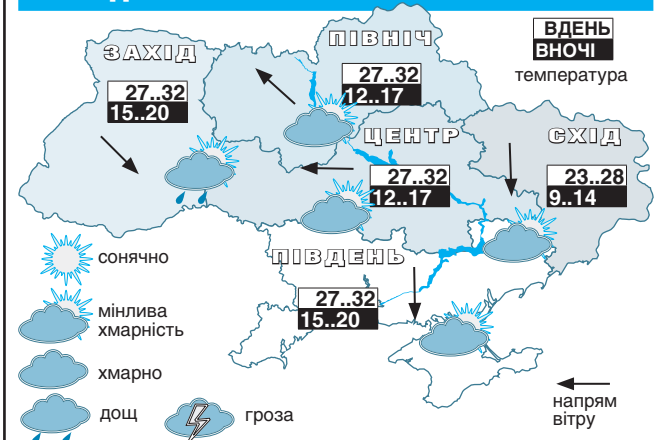 ВДЕНЬ
ВНОЧІ
температура
ЗАХІД
27..32
15..20
ПІВНІЧ
27..32
12..17
ЦЕНТР
27..32
12..17
СХІД
23..28
9..14
ПІВДЕНЬ
27..32
15..20
сонячно
мінлива
хмарність
хмарно
дощ
гроза
напрям
вітру